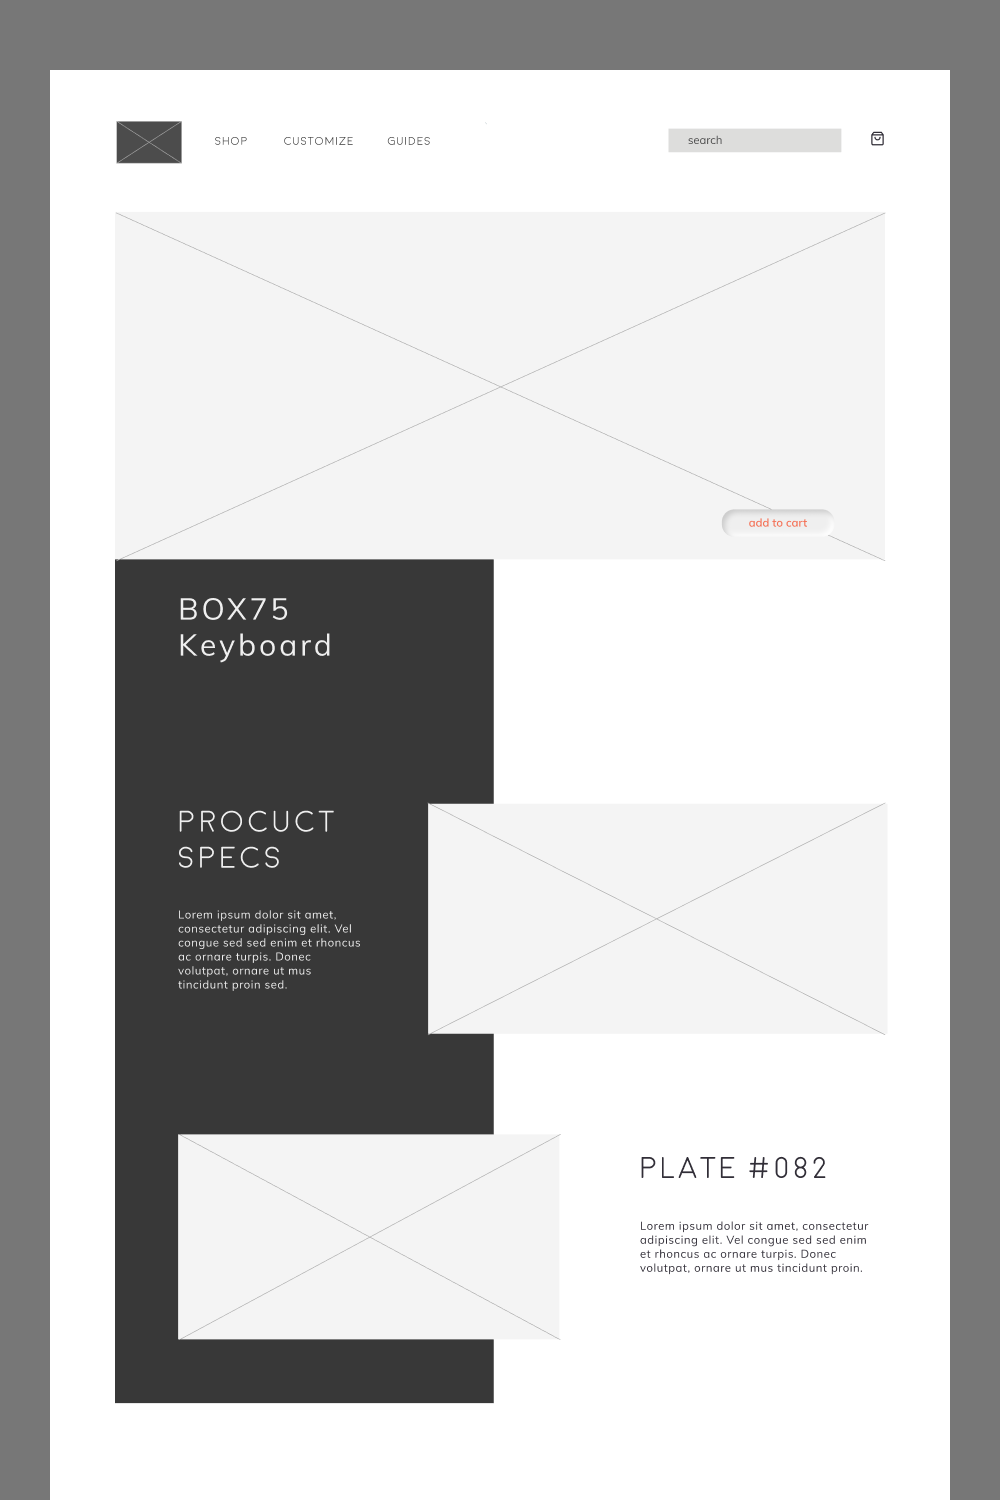 SHOP CUSTOMIZE GUIDES search
add to cart
BOX75
Keyboard
PROCUCT
SPECS
Lorem ipsum dolor sit amet,
consectetur adipiscing elit. Vel
congue sed sed enim et rhoncus
ac ornare turpis. Donec
volutpat, ornare ut mus
tincidunt proin sed.
PLATE #082
Lorem ipsum dolor sit amet, consectetur
adipiscing elit. Vel congue sed sed enim
et rhoncus ac ornare turpis. Donec
volutpat, ornare ut mus tincidunt proin.